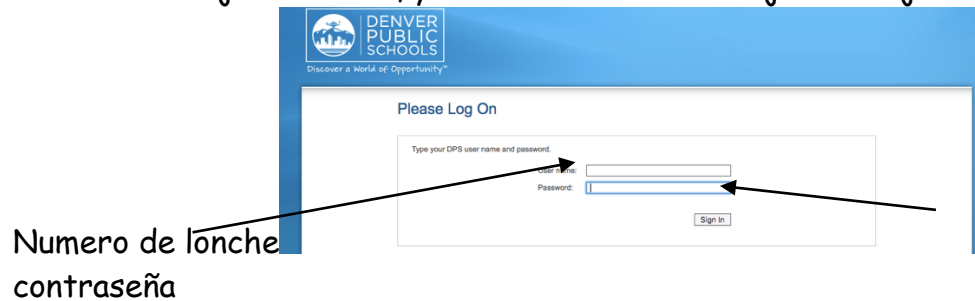 DENVER
PUBLIC
SCHOOLS
Discover a World of Opportunity™
Please Log On
Type your DPS user name and password.
User name:
Password:
Sign In
Numero de lonche
contraseña